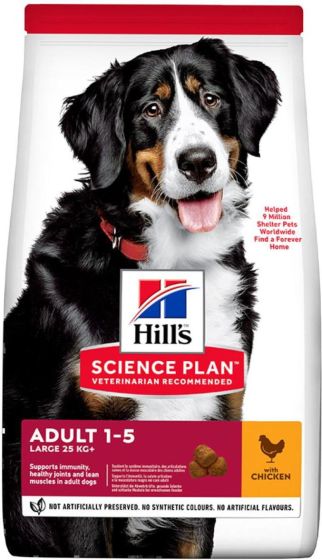 Helped
9 Million
Shelter Pets
Worldwide
Find a Forever
Home
Hill's
SCIENCE PLAN™
VETERINARIAN RECOMMENDED
ADULT 1-5
LARGE 25 KG+
Supports immunity,
healthy joints and lean
muscles in adult dogs
with
CHICKEN
NOT ARTIFICIALLY PRESERVED. NO SYNTHETIC COLOURS. NO ARTIFICIAL FLAVOURS.